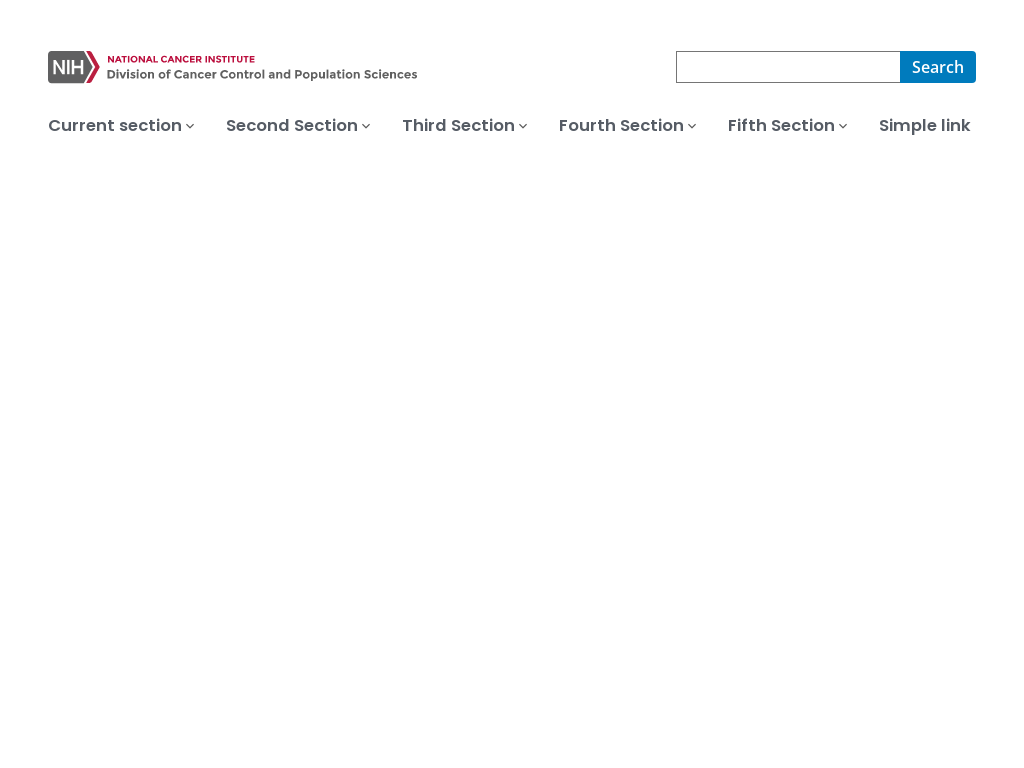 NIH
NATIONAL CANCER INSTITUTE
Division of Cancer Control and Population Sciences
Search
Current section Second Section Third Section Fourth Section Fifth Section Simple link